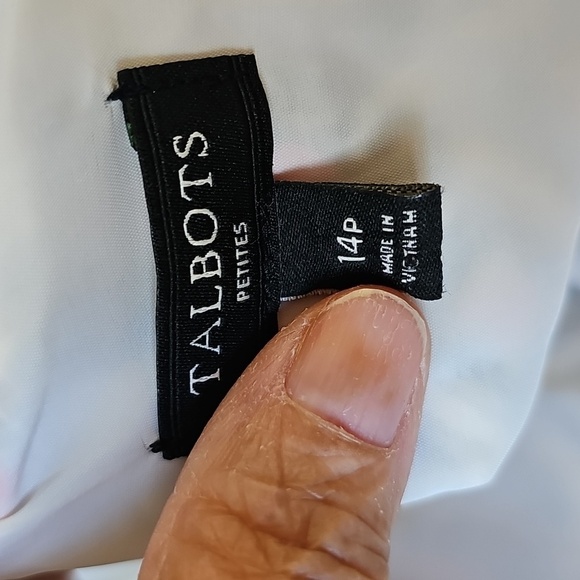 TALBOTS
PETITES
14P
MADE IN
VIETNAM